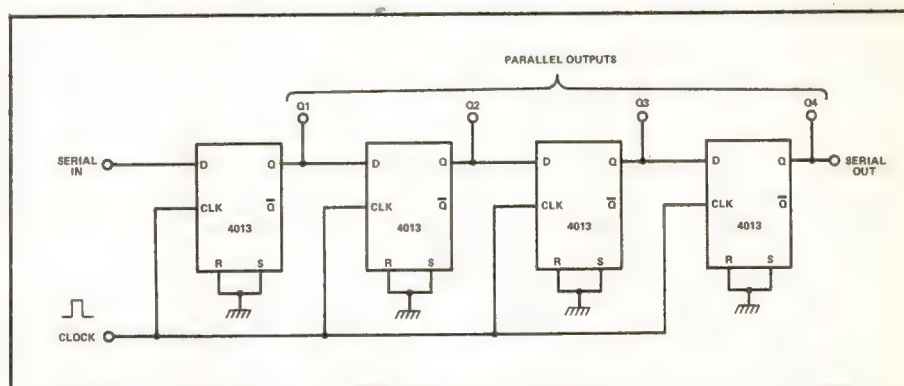 PARALLEL OUTPUTS
Q1
Q2
Q3
Q4
SERIAL
IN
D
Q
D
Q
D
Q
D
Q
SERIAL
OUT
CLK
Q̅
CLK
Q̅
CLK
Q̅
CLK
Q̅
4013
4013
4013
4013
R
S
R
S
R
S
R
S
CLOCK